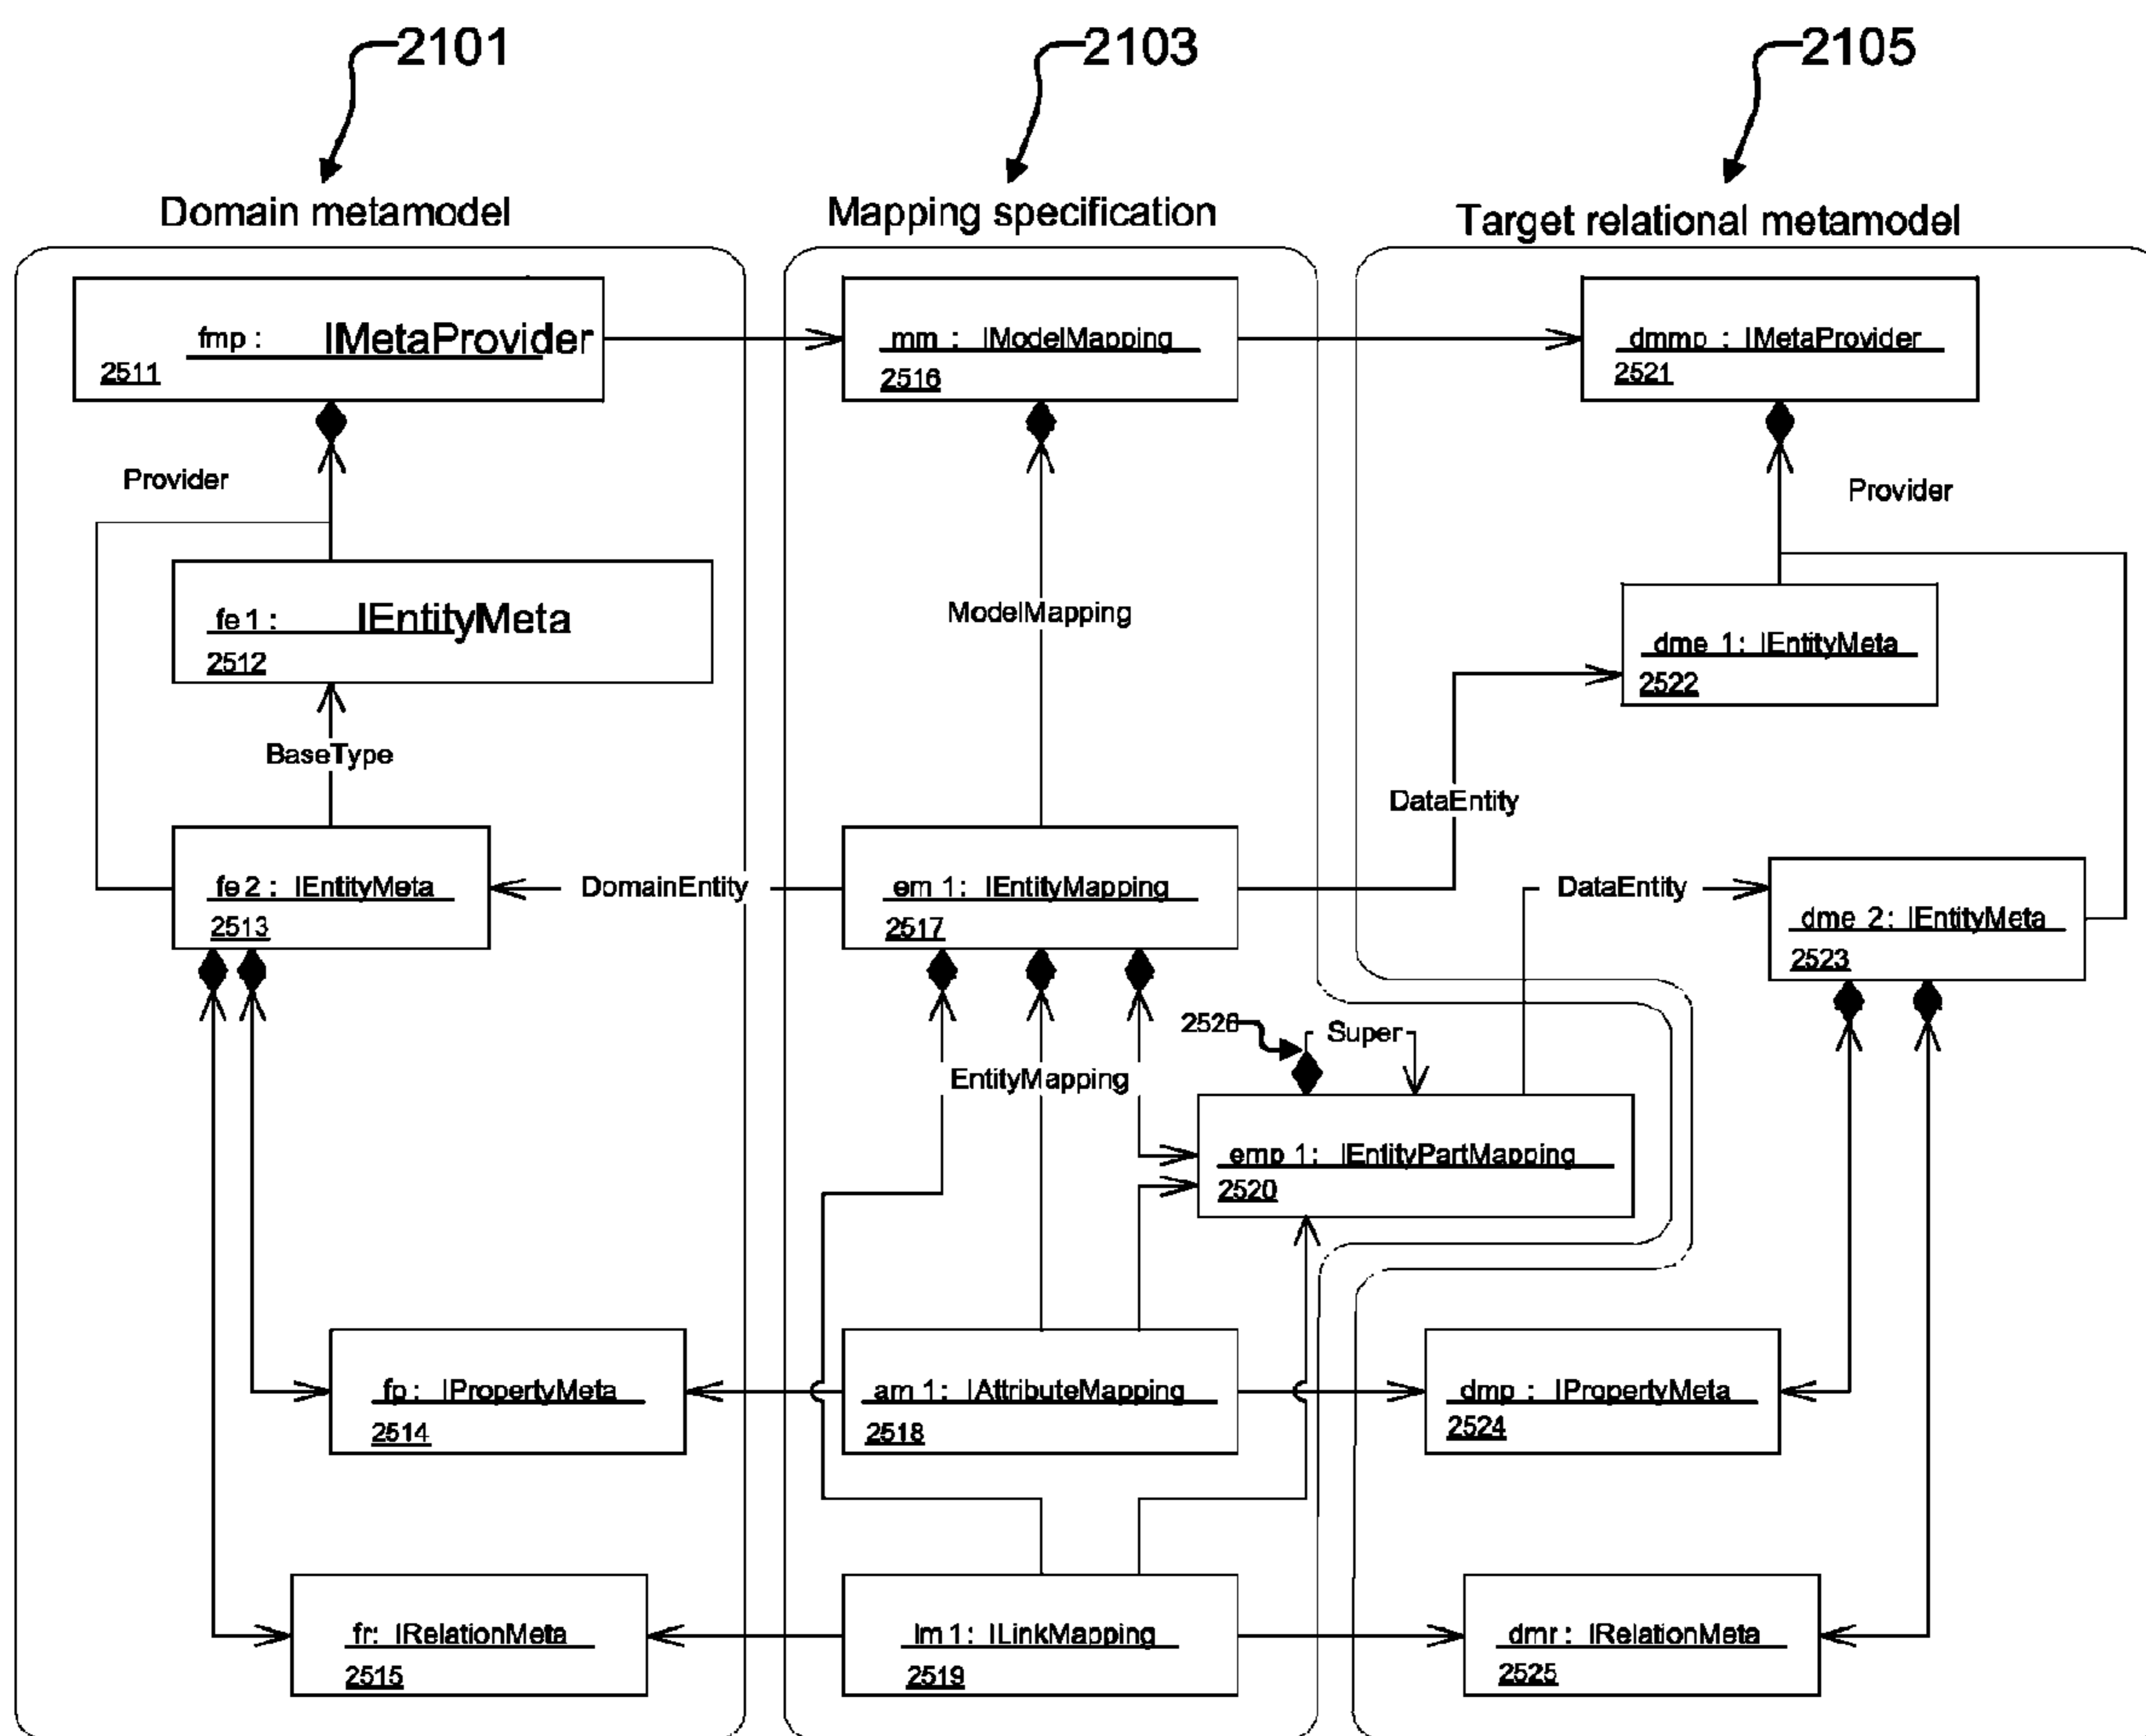 2101
2103
2105
Domain metamodel
Mapping specification
Target relational metamodel
fmp : IMetaProvider
2511
mm : IModelMapping
2516
dmmp : IMetaProvider
2521
Provider
Provider
fe1 : IEntityMeta
2512
ModelMapping
dme 1: IEntityMeta
2522
BaseType
DataEntity
fe2 : IEntityMeta
2513
DomainEntity
em 1: IEntityMapping
2517
DataEntity
dme 2: IEntityMeta
2523
2526
Super
EntityMapping
emp 1: IEntityPartMapping
2520
fp : IPropertyMeta
2514
am 1: IAttributeMapping
2518
dmp : IPropertyMeta
2524
fr: IRelationMeta
2515
lm 1: ILinkMapping
2519
dmr : IRelationMeta
2525